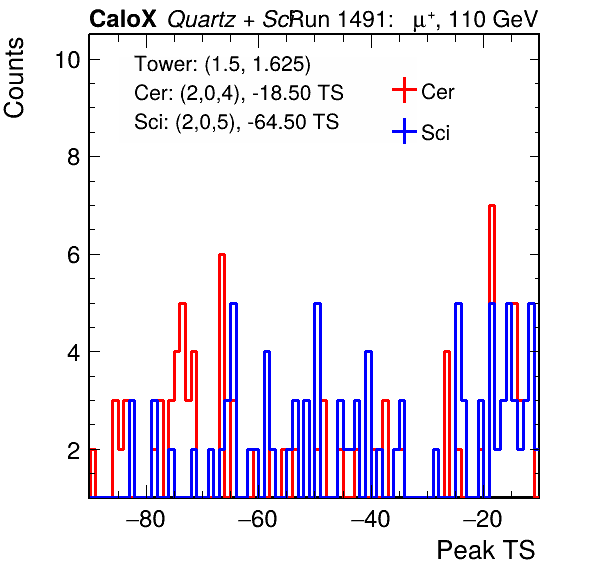 CaloX Quartz + Sci Run 1491: μ⁺, 110 GeV
Counts
Tower: (1.5, 1.625)
Cer: (2,0,4), -18.50 TS
Sci: (2,0,5), -64.50 TS
Cer
Sci
10
8
6
4
2
−80 −60 −40 −20
Peak TS